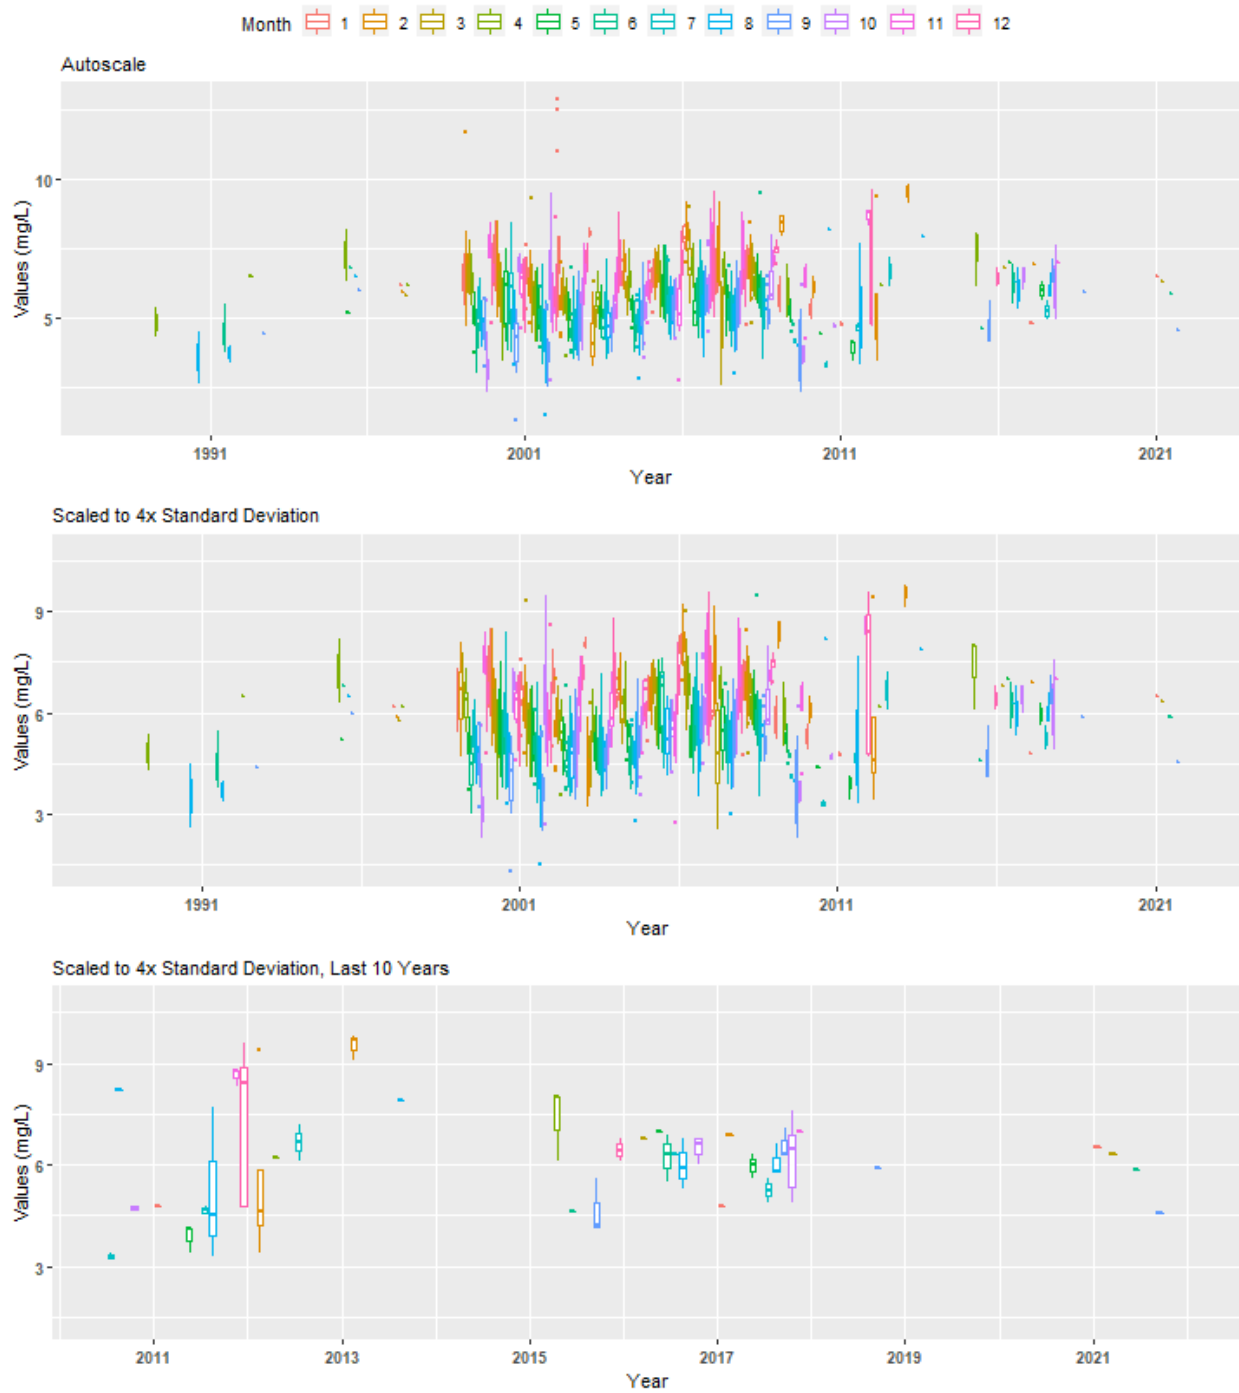 Month 1 2 3 4 5 6 7 8 9 10 11 12
Autoscale
10
5
Values (mg/L)
1991 2001 2011 2021
Year
Scaled to 4x Standard Deviation
9
6
3
Values (mg/L)
1991 2001 2011 2021
Year
Scaled to 4x Standard Deviation, Last 10 Years
9
6
3
Values (mg/L)
2011 2013 2015 2017 2019 2021
Year